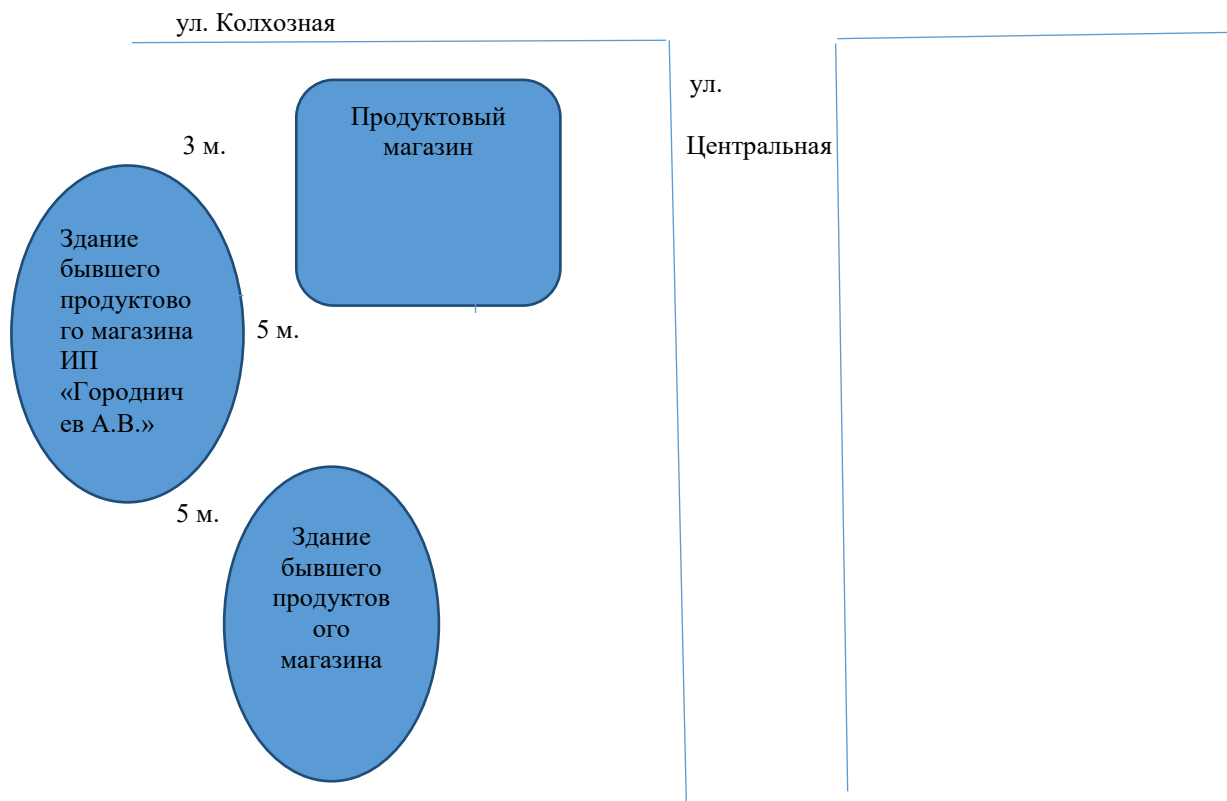 ул. Колхозная
ул.
Центральная
Продуктовый
магазин
3 м.
Здание
бывшего
продуктово
го магазина
ИП
«Городнич
ев А.В.»
5 м.
5 м.
Здание
бывшего
продуктов
ого
магазина